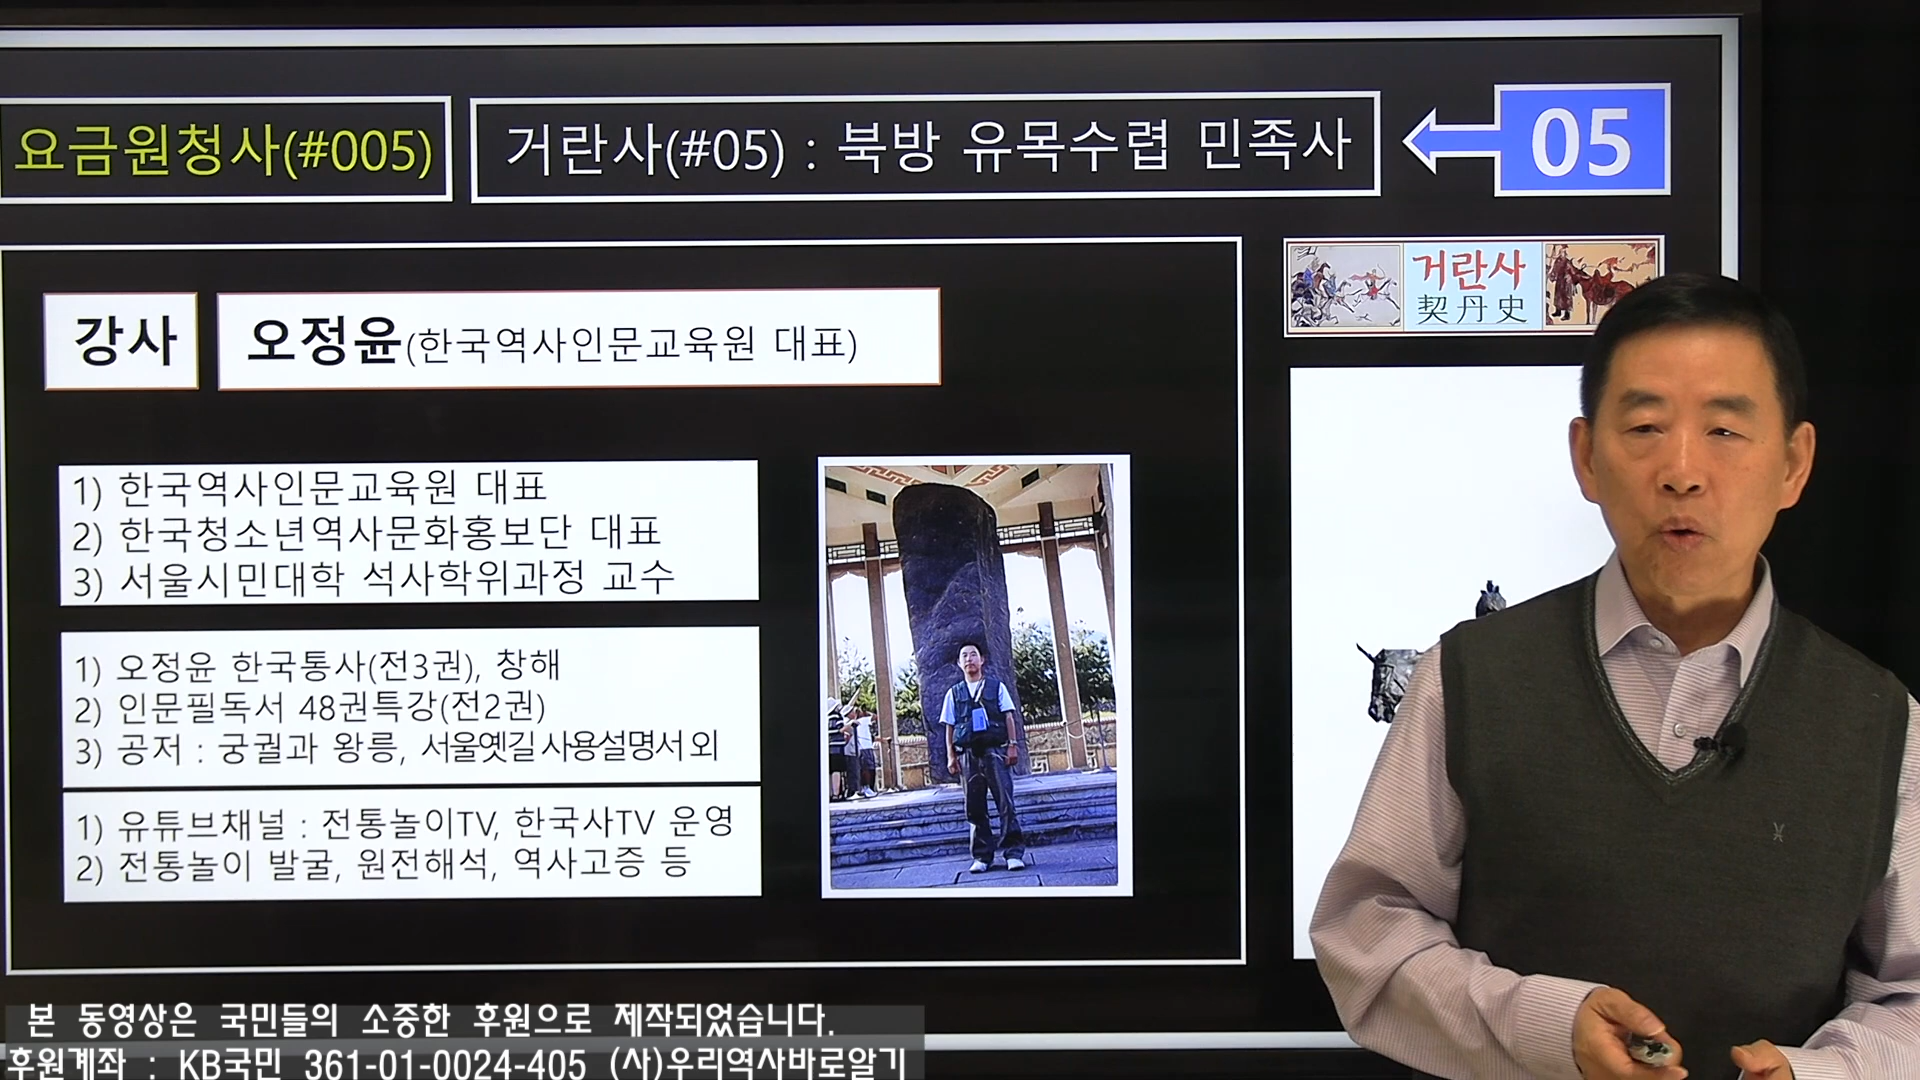 요금원청사(#005)
거란사(#05) : 북방 유목수렵 민족사
05
거란사
契丹史
강사
오정윤(한국역사인문교육원 대표)
1) 한국역사인문교육원 대표
2) 한국청소년역사문화홍보단 대표
3) 서울시민대학 석사학위과정 교수
1) 오정윤 한국통사(전3권), 창해
2) 인문필독서 48권특강(전2권)
3) 공저 : 궁궐과 왕릉, 서울옛길 사용설명서 외
1) 유튜브채널 : 전통놀이TV, 한국사TV 운영
2) 전통놀이 발굴, 원전해석, 역사고증 등
본 동영상은 국민들의 소중한 후원으로 제작되었습니다.
후원계좌 : KB국민 361-01-0024-405 (사)우리역사바로알기